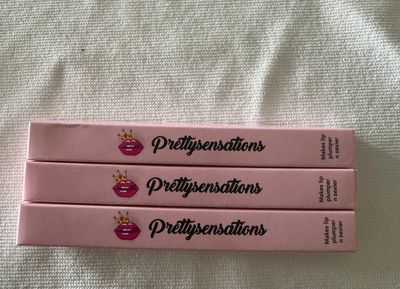 Prettysensations
Makes lip
plumper
n sexier
Prettysensations
Makes lip
plumper
n sexier
Prettysensations
Makes lip
plumper
n sexier